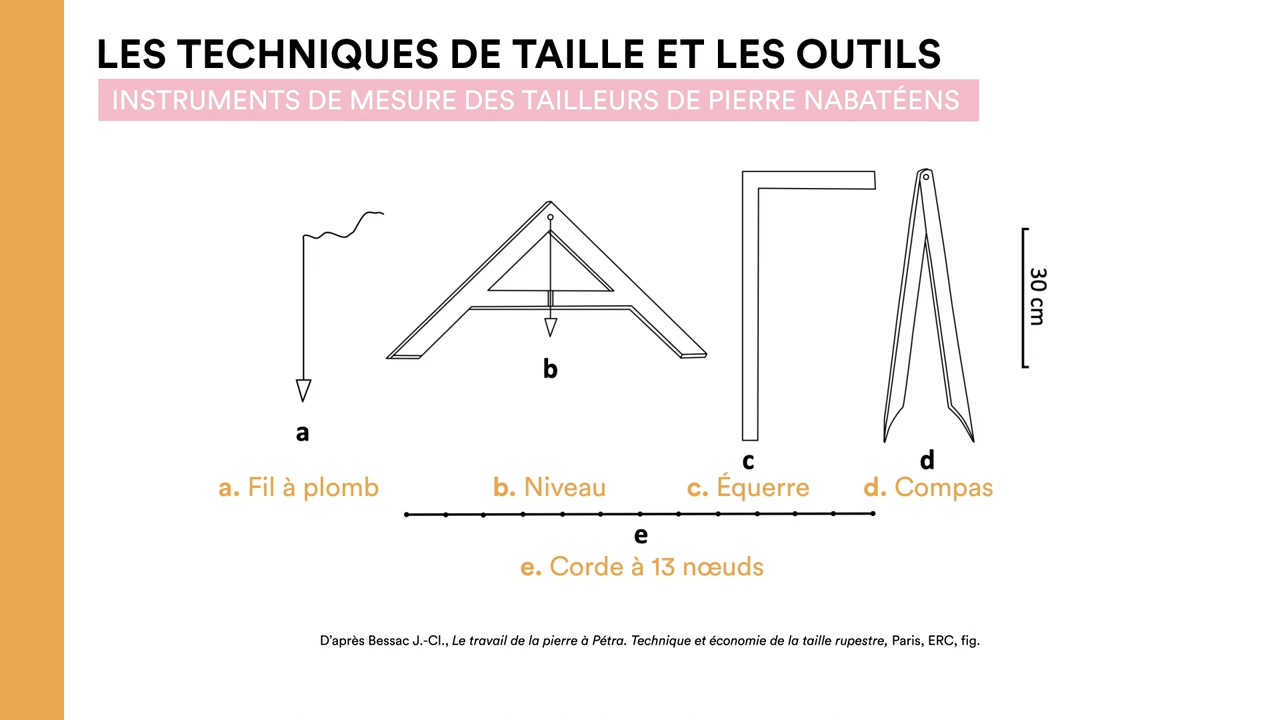 LES TECHNIQUES DE TAILLE ET LES OUTILS
INSTRUMENTS DE MESURE DES TAILLEURS DE PIERRE NABATÉENS
30 cm
a
b
c
d
a. Fil à plomb
b. Niveau
c. Équerre
d. Compas
e
e. Corde à 13 nœuds
D'après Bessac J.-Cl., Le travail de la pierre à Pétra. Technique et économie de la taille rupestre, Paris, ERC, fig.